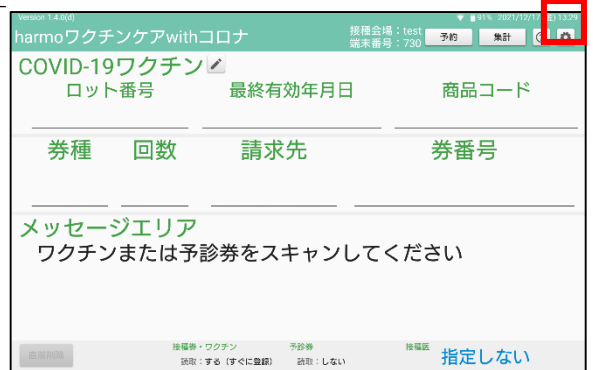 Version 1.4.0(d)
91% 2021/12/17(金) 13:29
harmoワクチンケアwithコロナ
接種会場：test
端末番号：730
予約
集計
COVID-19ワクチン
ロット番号
最終有効年月日
商品コード
券種
回数
請求先
券番号
メッセージエリア
ワクチンまたは予診券をスキャンしてください
直前削除
接種券・ワクチン
読取：する（すぐに登録）
予診券
読取：しない
接種医
指定しない